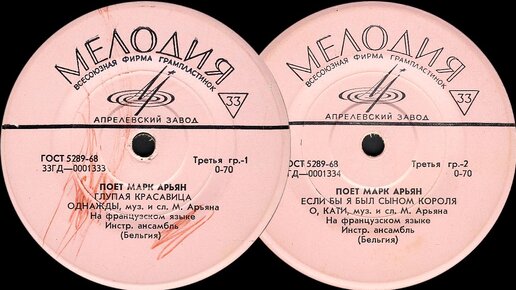 МЕЛОДИЯ
ВСЕСОЮЗНАЯ ФИРМА ГРАМПЛАСТИНОК
33
АПРЕЛЕВСКИЙ ЗАВОД
ГОСТ 5289-68
Третья гр.-1
33ГД—0001333
0-70
ПОЕТ МАРК АРЬЯН
ГЛУПАЯ КРАСАВИЦА
ОДНАЖДЫ, муз. и сл. М. Арьяна
На французском языке
Инстр. ансамбль
(Бельгия)
МЕЛОДИЯ
ВСЕСОЮЗНАЯ ФИРМА ГРАМПЛАСТИНОК
33
АПРЕЛЕВСКИЙ ЗАВОД
ГОСТ 5289-68
Третья гр.-2
33ГД—0001334
0-70
ПОЕТ МАРК АРЬЯН
ЕСЛИ БЫ Я БЫЛ СЫНОМ КОРОЛЯ
О, КАТИ, муз. и сл. М. Арьяна
На французском языке
Инстр. ансамбль
(Бельгия)